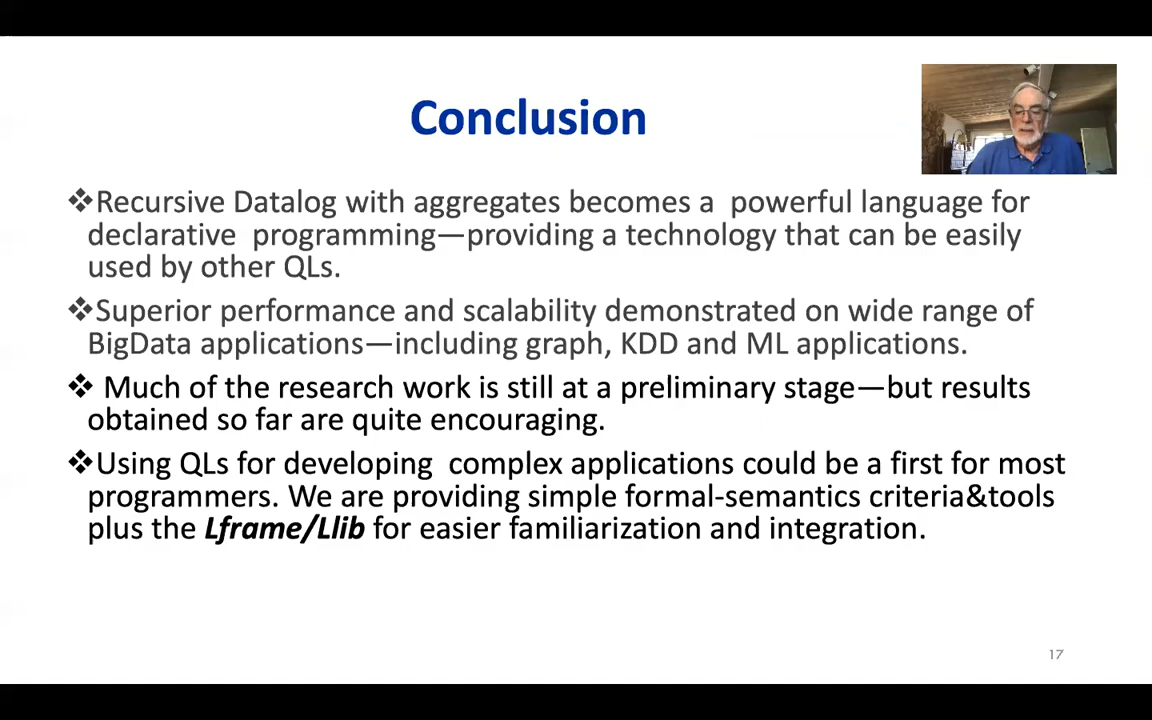 Conclusion
❖Recursive Datalog with aggregates becomes a powerful language for
declarative programming—providing a technology that can be easily
used by other QLs.
❖Superior performance and scalability demonstrated on wide range of
BigData applications—including graph, KDD and ML applications.
❖ Much of the research work is still at a preliminary stage—but results
obtained so far are quite encouraging.
❖Using QLs for developing complex applications could be a first for most
programmers. We are providing simple formal-semantics criteria&tools
plus the Lframe/Llib for easier familiarization and integration.
17